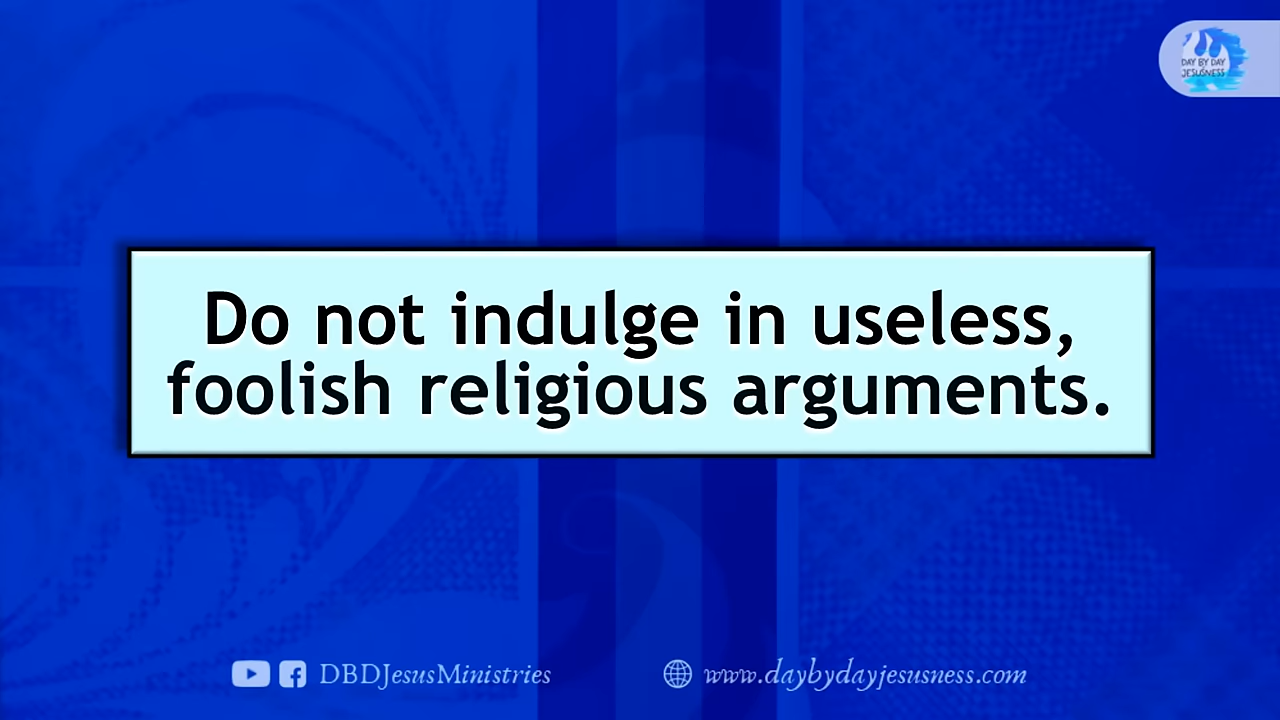 DAY BY DAY
JESUSNESS
Do not indulge in useless,
foolish religious arguments.
DBDJesusMinistries
www.daybydayjesusness.com